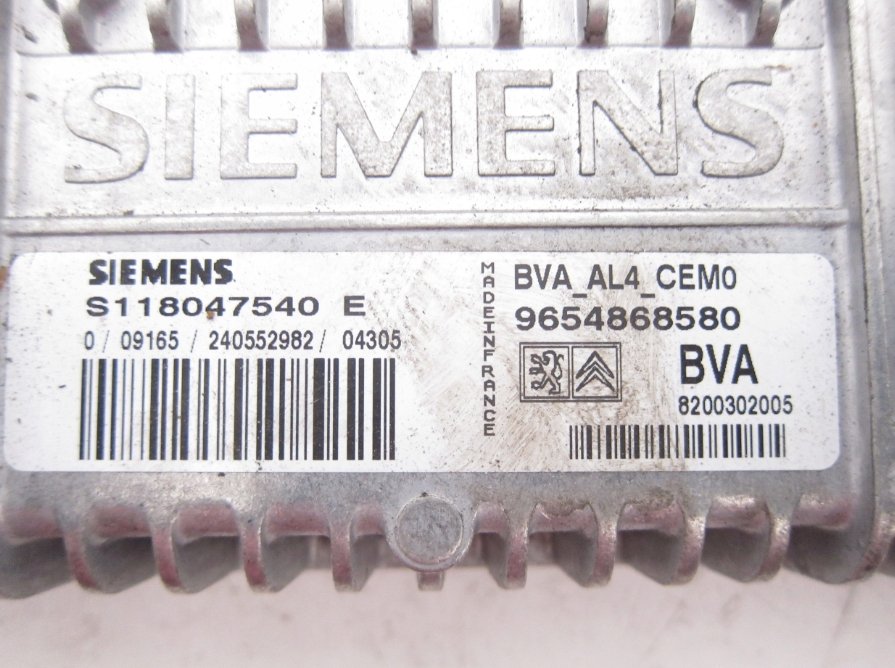 SIEMENS
SIEMENS
S118047540 E
0 / 09165 / 240552982 / 04305
MADEINFRANCE
BVA_AL4_CEM0
9654868580
BVA
8200302005